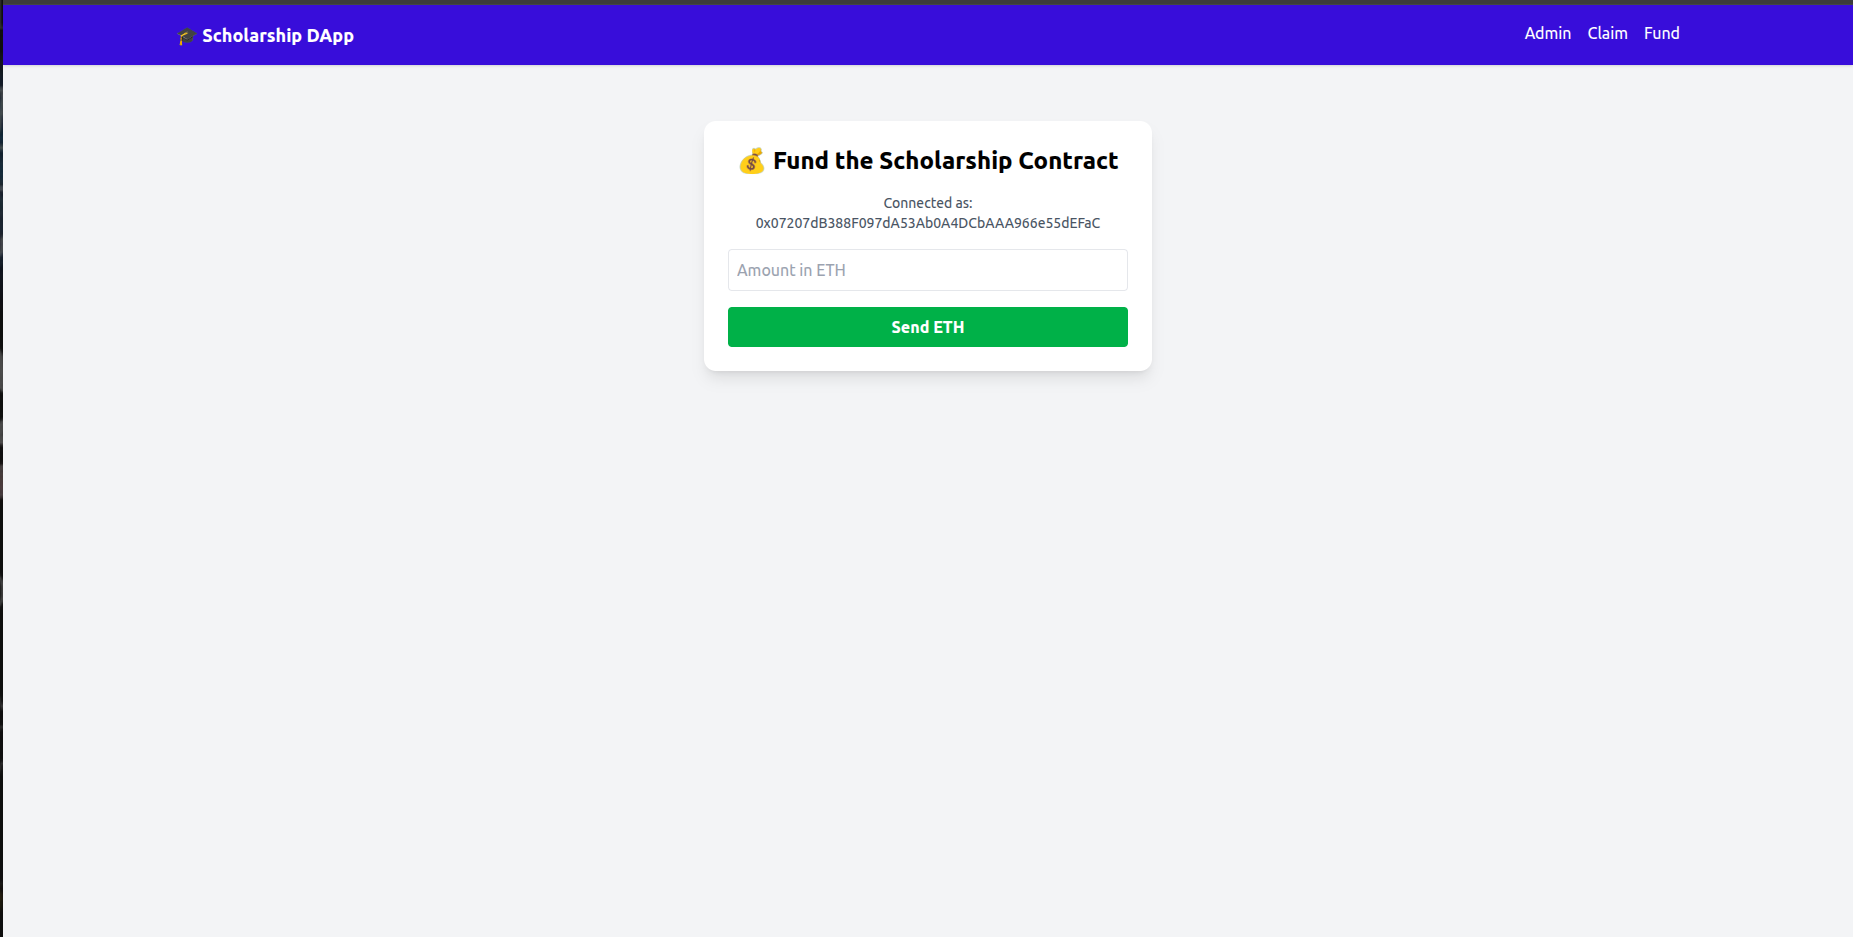 🎓 Scholarship DApp
Admin Claim Fund
💰 Fund the Scholarship Contract
Connected as:
0x07207dB388F097dA53Ab0A4DCbAAA966e55dEFaC
Amount in ETH
Send ETH